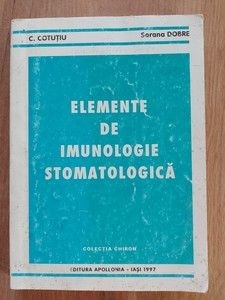 C. COTUȚIU
Sorana DOBRE
ELEMENTE
DE
IMUNOLOGIE
STOMATOLOGICĂ
COLECȚIA CHIRON
EDITURA APOLLONIA - IAȘI 1997